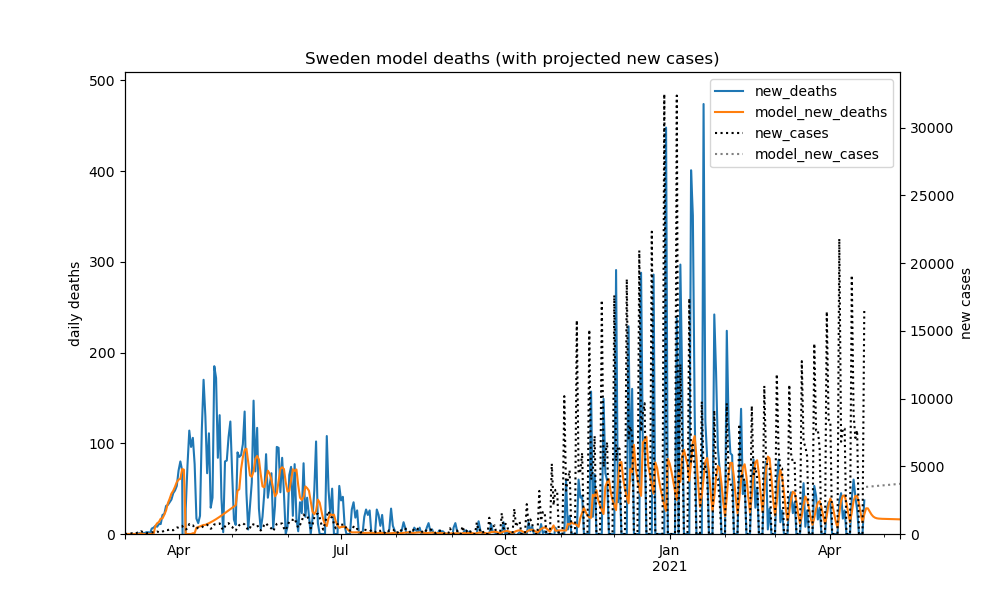 Sweden model deaths (with projected new cases)
new_deaths
model_new_deaths
new_cases
model_new_cases
daily deaths
500
400
300
200
100
0
new cases
30000
25000
20000
15000
10000
5000
0
Apr
Jul
Oct
Jan
2021
Apr